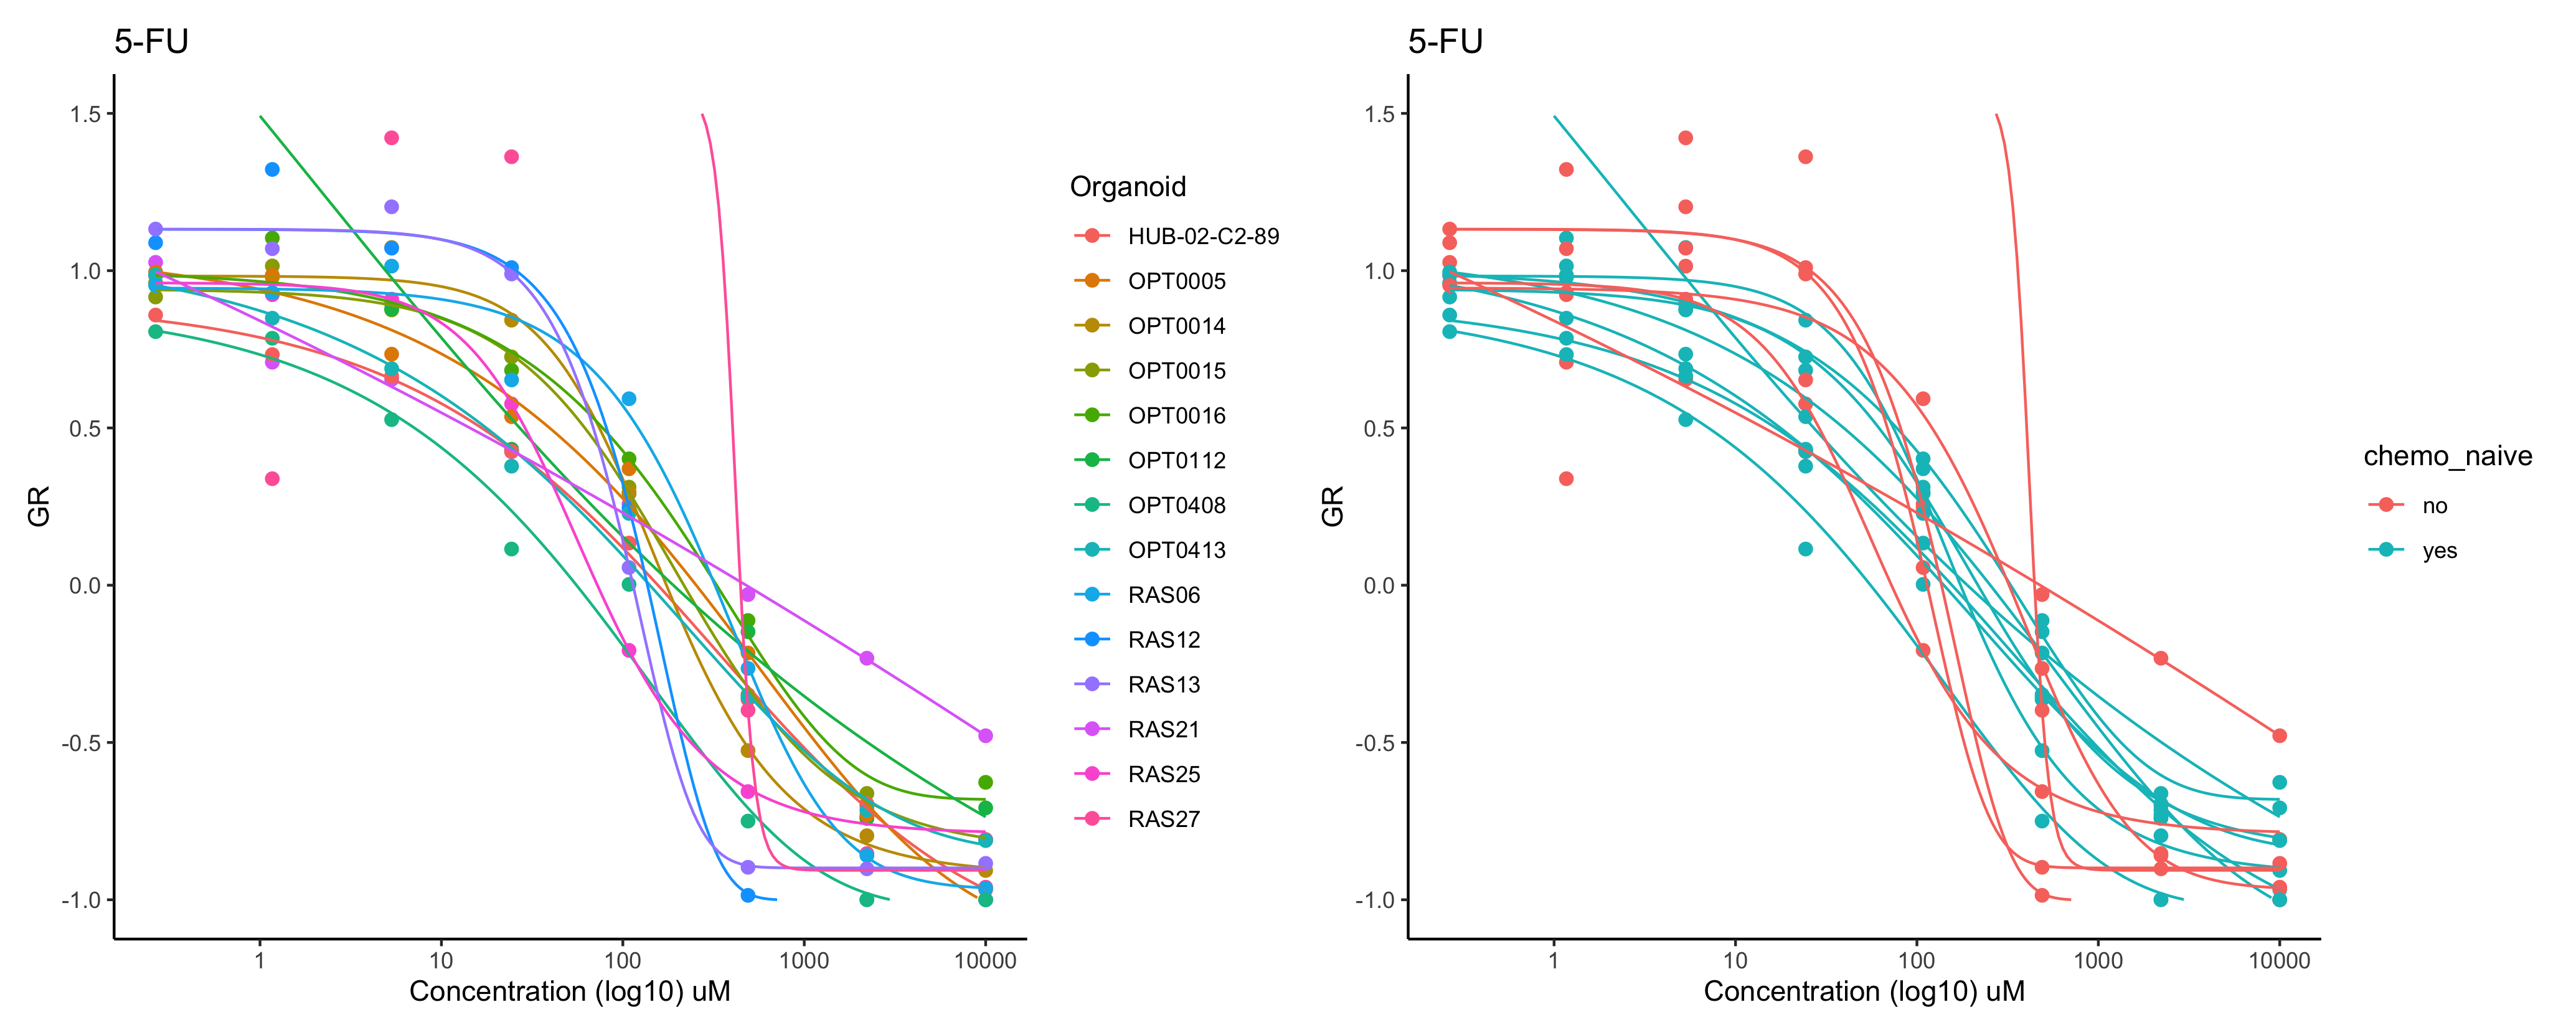 5-FU
1.5
1.0
0.5
0.0
-0.5
-1.0
GR
1
10
100
1000
10000
Concentration (log10) uM
Organoid
HUB-02-C2-89
OPT0005
OPT0014
OPT0015
OPT0016
OPT0112
OPT0408
OPT0413
RAS06
RAS12
RAS13
RAS21
RAS25
RAS27
5-FU
1.5
1.0
0.5
0.0
-0.5
-1.0
GR
1
10
100
1000
10000
Concentration (log10) uM
chemo_naive
no
yes